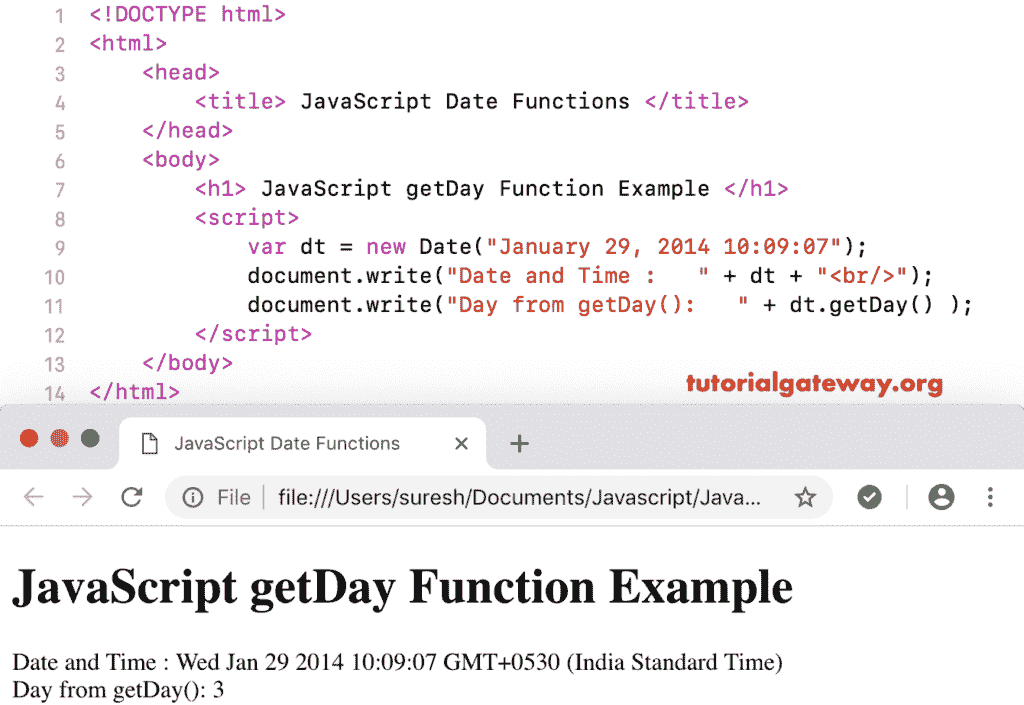 1 <!DOCTYPE html>
2 <html>
3 <head>
4 <title> JavaScript Date Functions </title>
5 </head>
6 <body>
7 <h1> JavaScript getDay Function Example </h1>
8 <script>
9 var dt = new Date("January 29, 2014 10:09:07");
10 document.write("Date and Time :   " + dt + "<br/>");
11 document.write("Day from getDay():   " + dt.getDay() );
12 </script>
13 </body>
14 </html>
tutorialgateway.org
JavaScript Date Functions
File file:///Users/suresh/Documents/Javascript/Java...
JavaScript getDay Function Example
Date and Time : Wed Jan 29 2014 10:09:07 GMT+0530 (India Standard Time)
Day from getDay(): 3